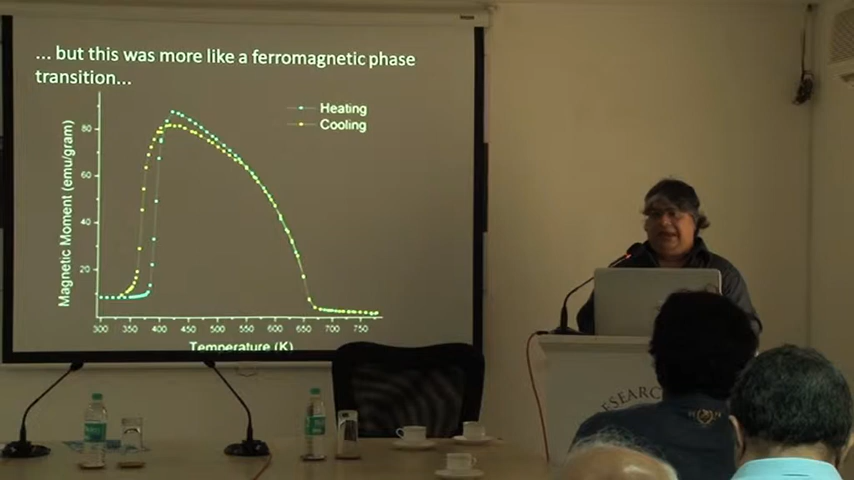 ... but this was more like a ferromagnetic phase
transition...
Heating
Cooling
Magnetic Moment (emu/gram)
80
60
40
20
300 350 400 450 500 550 600 650 700 750
Temperature (K)
ESEARC